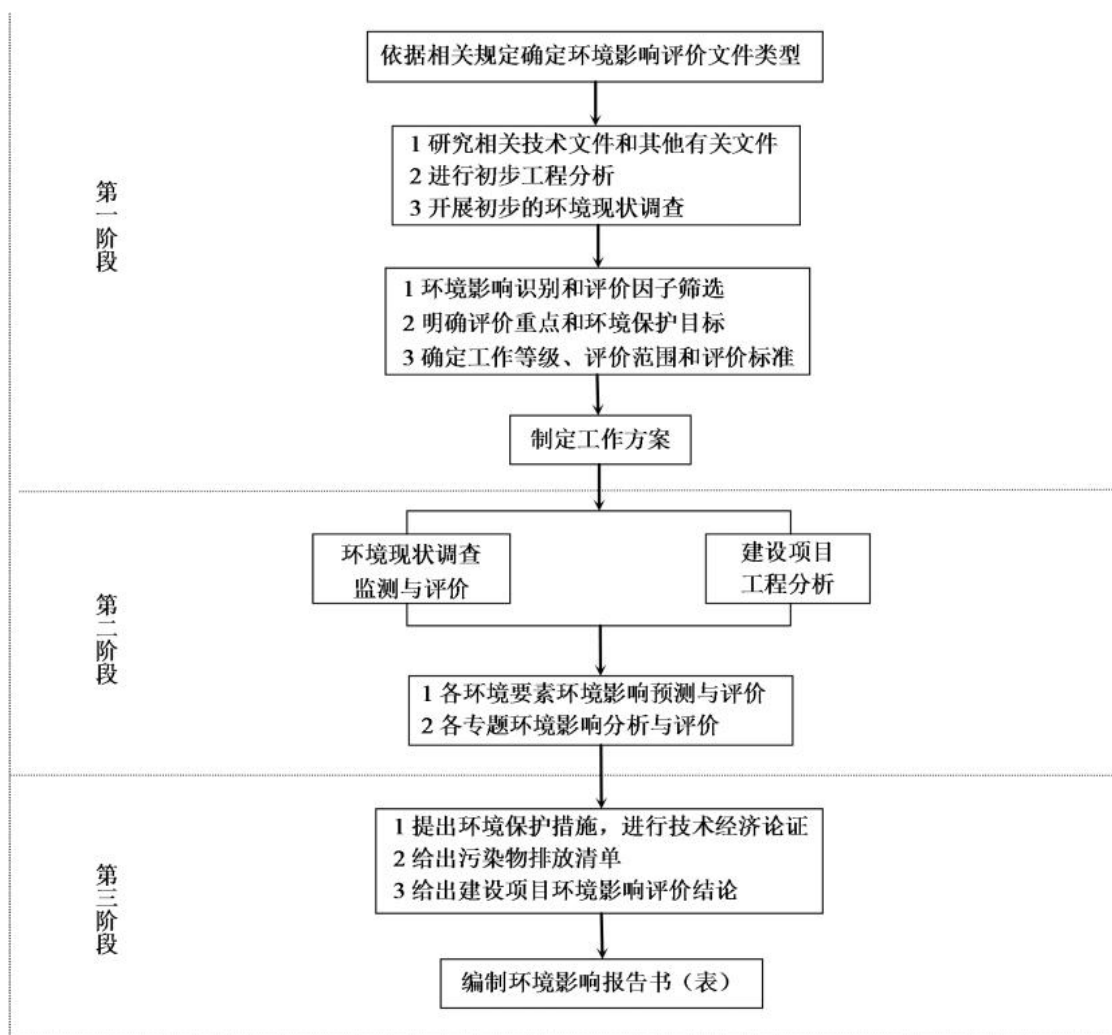 依据相关规定确定环境影响评价文件类型
1 研究相关技术文件和其他有关文件
2 进行初步工程分析
3 开展初步的环境现状调查
第一阶段
1 环境影响识别和评价因子筛选
2 明确评价重点和环境保护目标
3 确定工作等级、评价范围和评价标准
制定工作方案
环境现状调查
监测与评价
建设项目
工程分析
第二阶段
1 各环境要素环境影响预测与评价
2 各专题环境影响分析与评价
1 提出环境保护措施，进行技术经济论证
2 给出污染物排放清单
3 给出建设项目环境影响评价结论
第三阶段
编制环境影响报告书（表）